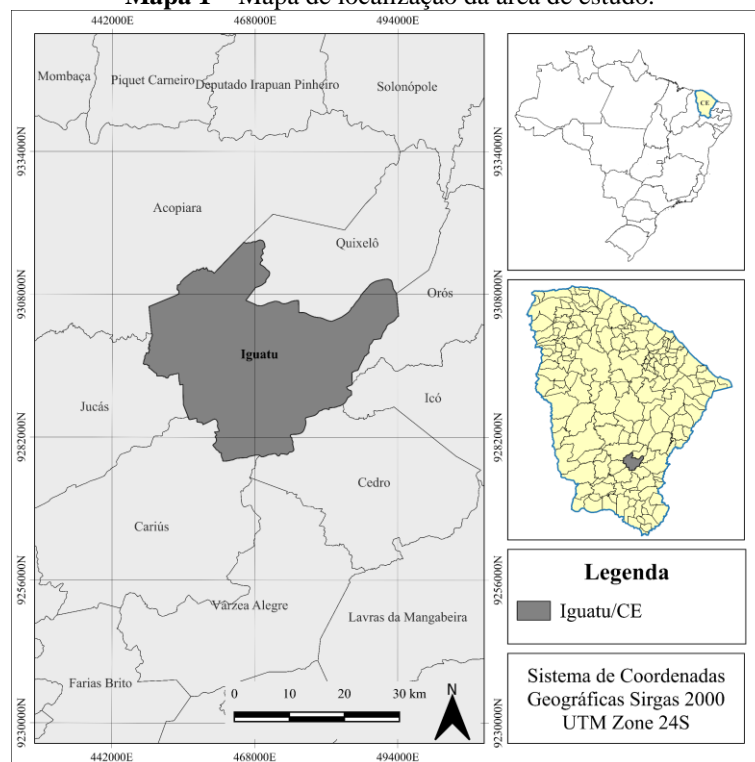 Mapa 1 – Mapa de localização da área de estudo.
442000E 468000E 494000E
Mombaça
Piquet Carneiro
Deputado Irapuan Pinheiro
Solonópole
9334000N
9334000N
Acopiara
Quixelô
9308000N
9308000N
Orós
Iguatu
Jucás
Icó
9282000N
9282000N
Cedro
Cariús
9256000N
9256000N
Várzea Alegre
Lavras da Mangabeira
Farias Brito
0 10 20 30 km
N
9230000N
9230000N
442000E 468000E 494000E
CE
Legenda
Iguatu/CE
Sistema de Coordenadas
Geográficas Sirgas 2000
UTM Zone 24S